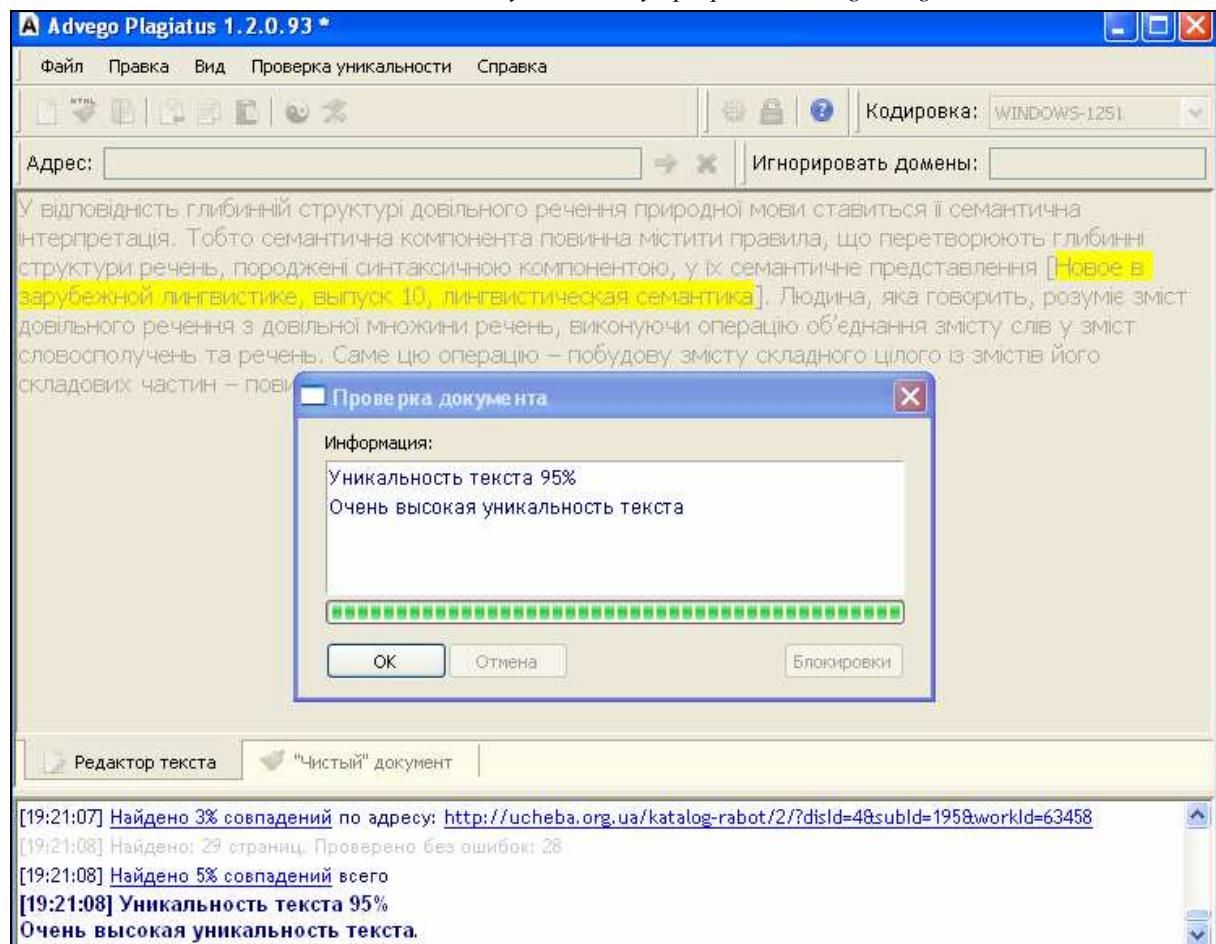 Advego Plagiatus 1.2.0.93 *
Файл Правка Вид Проверка уникальности Справка
Кодировка: WINDOWS-1251
Адрес: Игнорировать домены:
У відповідність глибинній структурі довільного речення природної мови ставиться її семантична
інтерпретація. Тобто семантична компонента повинна містити правила, що перетворюють глибинні
структури речень, породжені синтаксичною компонентою, у їх семантичне представлення [Новое в
зарубежной лингвистике, выпуск 10, лингвистическая семантика]. Людина, яка говорить, розуміє зміст
довільного речення з довільної множини речень, виконуючи операцію об’єднання змісту слів у зміст
словосполучень та речень. Саме цю операцію – побудову змісту складного цілого із змістів його
складових частин –
Проверка документа
Информация:
Уникальность текста 95%
Очень высокая уникальность текста
OK Отмена Блокировки
Редактор текста "Чистый" документ
[19:21:07] Найдено 3% совпадений по адресу: http://ucheba.org.ua/katalog-rabot/2/?disId=4&subId=195&workId=63458
[19:21:08] Найдено: 29 страниц. Проверено без ошибок: 28
[19:21:08] Найдено 5% совпадений всего
[19:21:08] Уникальность текста 95%
Очень высокая уникальность текста.